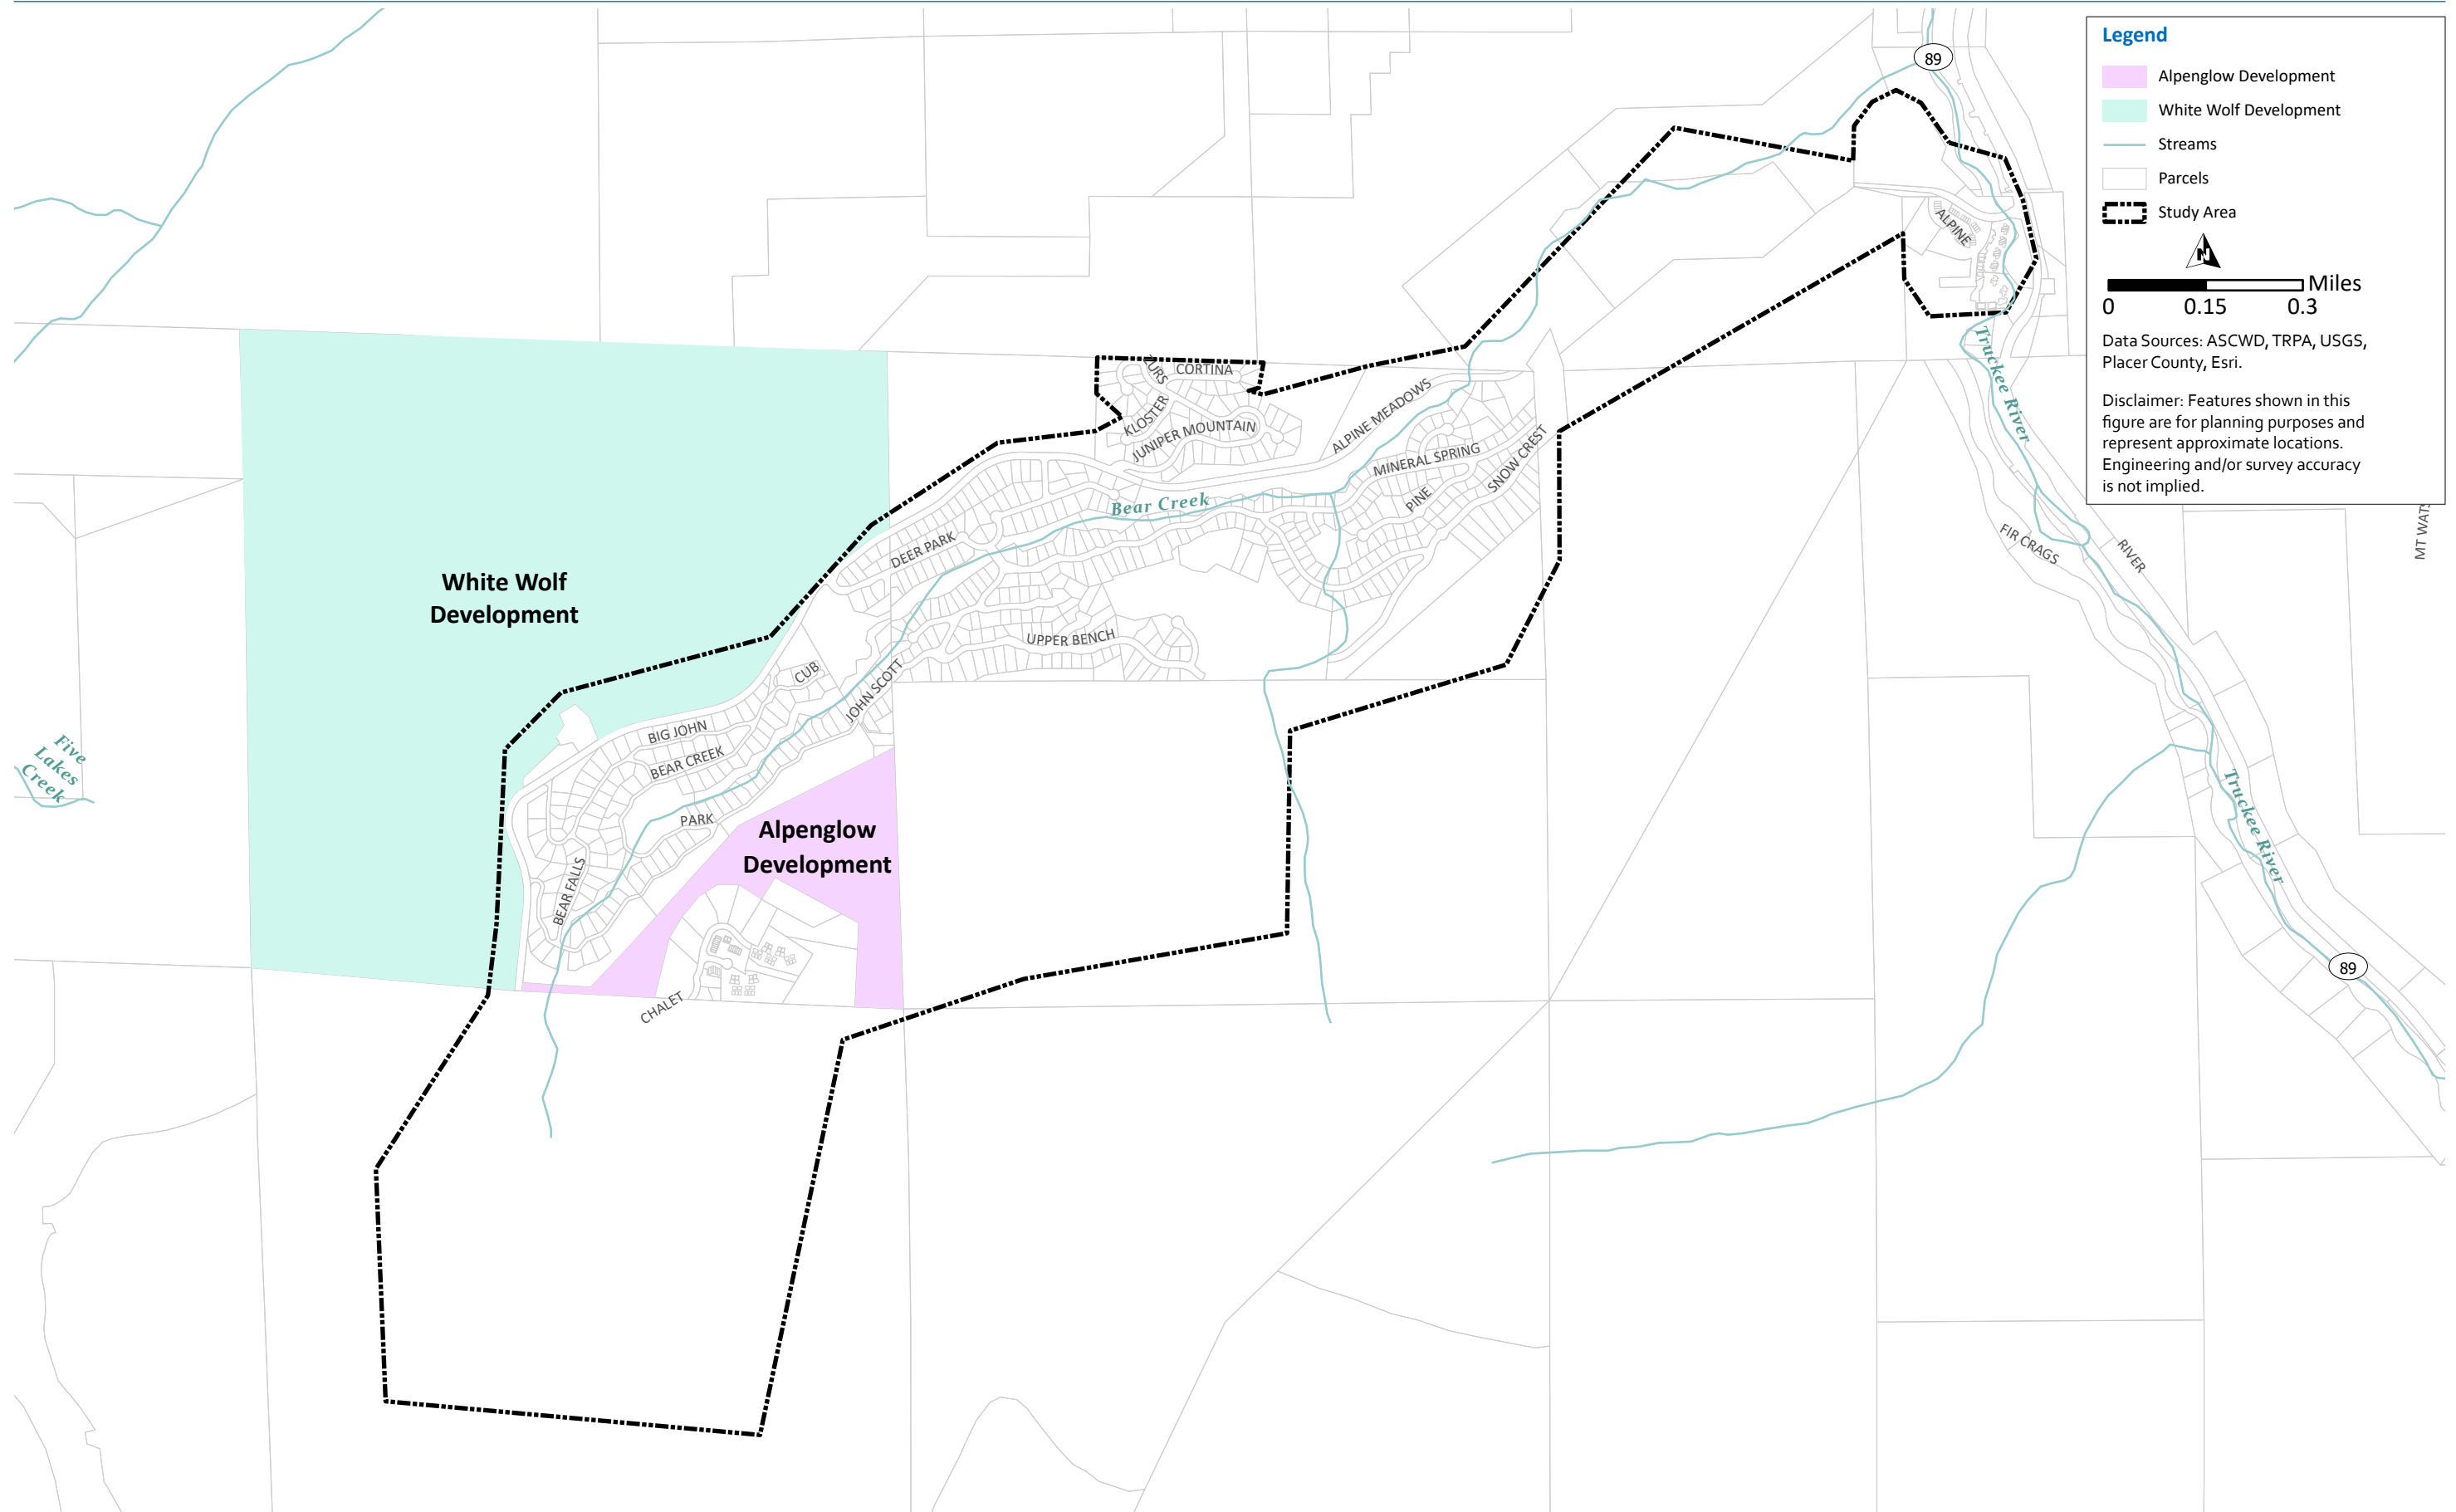 Legend
Alpenglow Development
White Wolf Development
Streams
Parcels
Study Area
N
Miles
0 0.15 0.3
Data Sources: ASCWD, TRPA, USGS,
Placer County, Esri.
Disclaimer: Features shown in this
figure are for planning purposes and
represent approximate locations.
Engineering and/or survey accuracy
is not implied.
89
ALPINE
Truckee River
CORTINA
KLOSTER
JUNIPER MOUNTAIN
ALPINE MEADOWS
MINERAL SPRING
SNOW CREST
PINE
Bear Creek
DEER PARK
FIR CRAGS
RIVER
White Wolf
Development
UPPER BENCH
CUB
JOHN SCOTT
BIG JOHN
BEAR CREEK
Five
Lakes
Creek
PARK
Alpenglow
Development
BEAR FALLS
Truckee River
89
CHALET